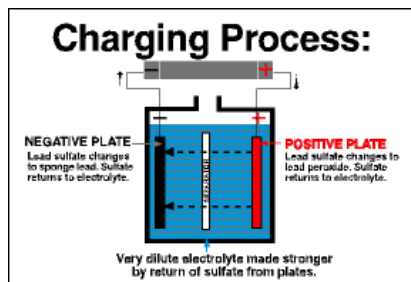 Charging Process:
- +
- +
NEGATIVE PLATE
Lead sulfate changes
to sponge lead. Sulfate
returns to electrolyte.
SEPARATOR
POSITIVE PLATE
Lead sulfate changes to
lead peroxide. Sulfate
returns to electrolyte.
Very dilute electrolyte made stronger
by return of sulfate from plates.